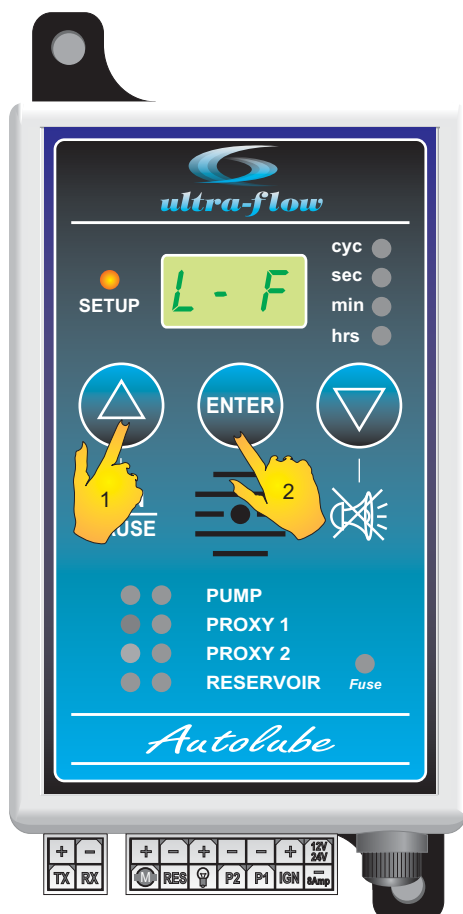 ultra-flow
cyc
sec
min
hrs
SETUP
L - F
ENTER
1
2
PUMP
PROXY 1
PROXY 2
RESERVOIR
Fuse
Autolube
+ - + - + - - + 12V 24V
TX RX M RES P2 P1 IGN 8Amp